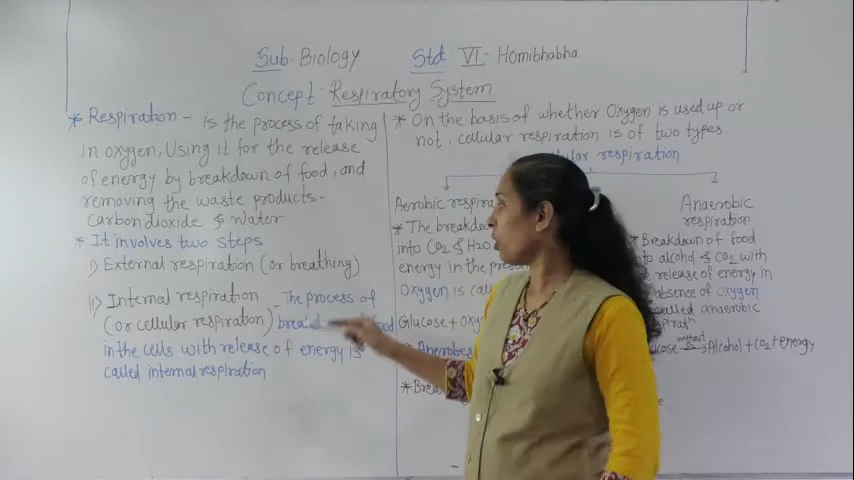 Sub. Biology Std VI - Homibhabha
Concept: Respiratory System
* Respiration - is the process of taking
in oxygen, Using it for the release
of energy by breakdown of food, and
removing the waste products-
Carbondioxide & Water
* It involves two steps
i) External respiration (or breathing)
ii) Internal respiration - The process of
(or cellular respiration) food
in the cells with release of energy is
called internal respiration
* On the basis of whether Oxygen is used up or
not, cellular respiration is of two types.
respiration
Aerobic
* The
into CO2 & H2O
energy in the
Oxygen is
Glucose +
*
*
Anaerobic
respiration
* Breakdown of food
alcohol & CO2 with
release of energy in
absence of oxygen
called anaerobic
without
Alcohol + CO2 + energy